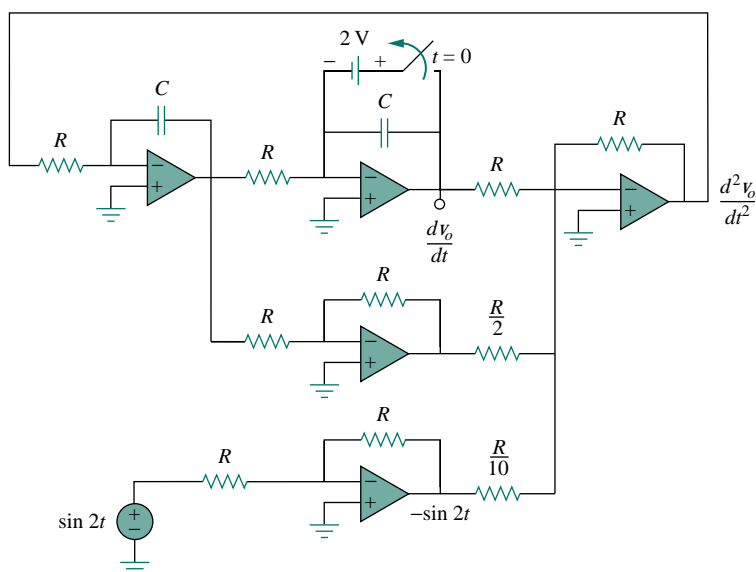 2 V
− +
t = 0
C
C
R
R
R
R
d²vₒ/dt²
dvₒ/dt
R
R
R/2
R
R
R/10
sin 2t
−sin 2t